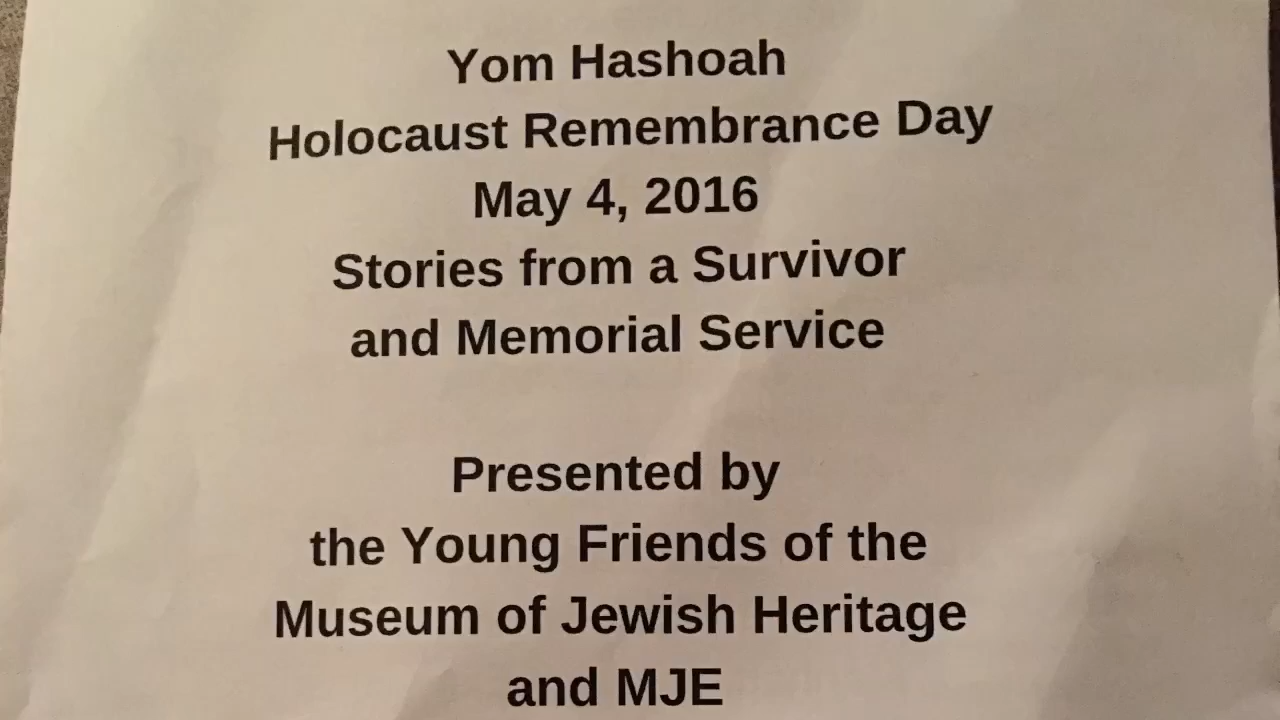 Yom Hashoah
Holocaust Remembrance Day
May 4, 2016
Stories from a Survivor
and Memorial Service
Presented by
the Young Friends of the
Museum of Jewish Heritage
and MJE